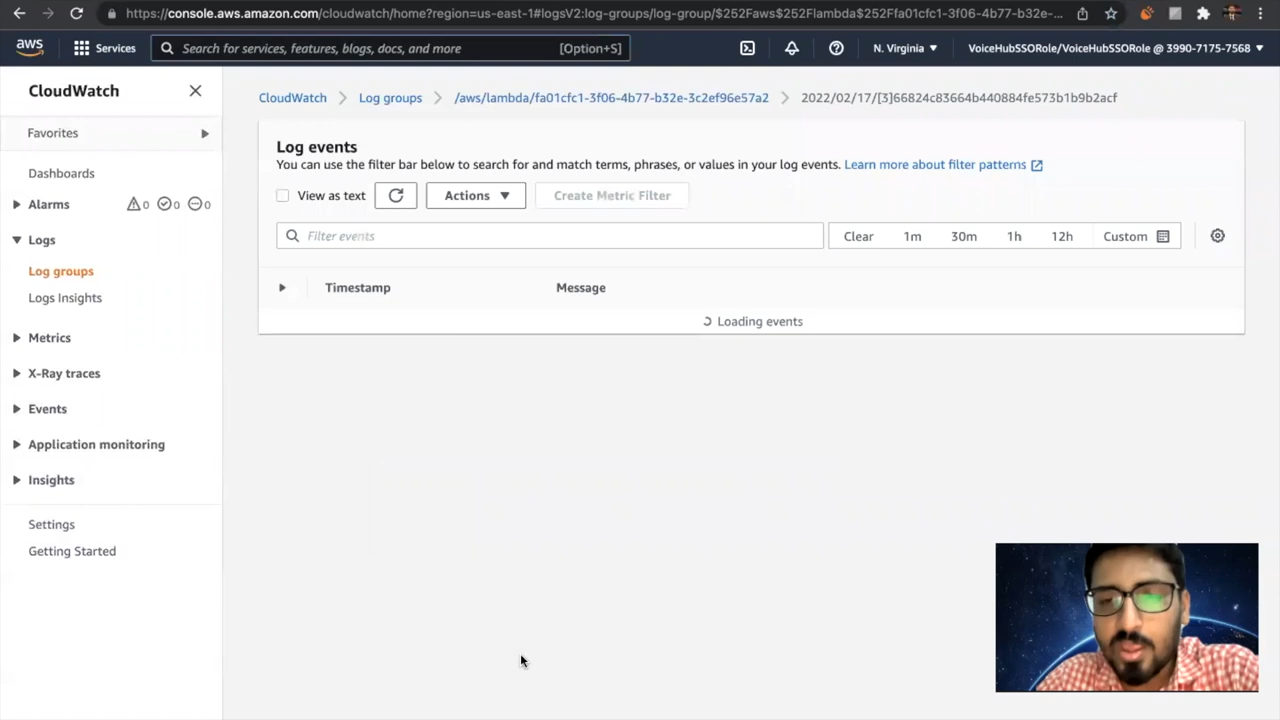 https://console.aws.amazon.com/cloudwatch/home?region=us-east-1#logsV2:log-groups/log-group/$252Faws$252Flambda$252Ffa01cfc1-3f06-4b77-b32e-...
aws
Services
Search for services, features, blogs, docs, and more
[Option+S]
N. Virginia
VoiceHubSSORole/VoiceHubSSORole @ 3990-7175-7568
CloudWatch
Favorites
Dashboards
Alarms
0
0
0
Logs
Log groups
Logs Insights
Metrics
X-Ray traces
Events
Application monitoring
Insights
Settings
Getting Started
CloudWatch
Log groups
/aws/lambda/fa01cfc1-3f06-4b77-b32e-3c2ef96e57a2
2022/02/17/[3]66824c83664b440884fe573b1b9b2acf
Log events
You can use the filter bar below to search for and match terms, phrases, or values in your log events. Learn more about filter patterns
View as text
Actions
Create Metric Filter
Filter events
Clear
1m
30m
1h
12h
Custom
Timestamp
Message
Loading events